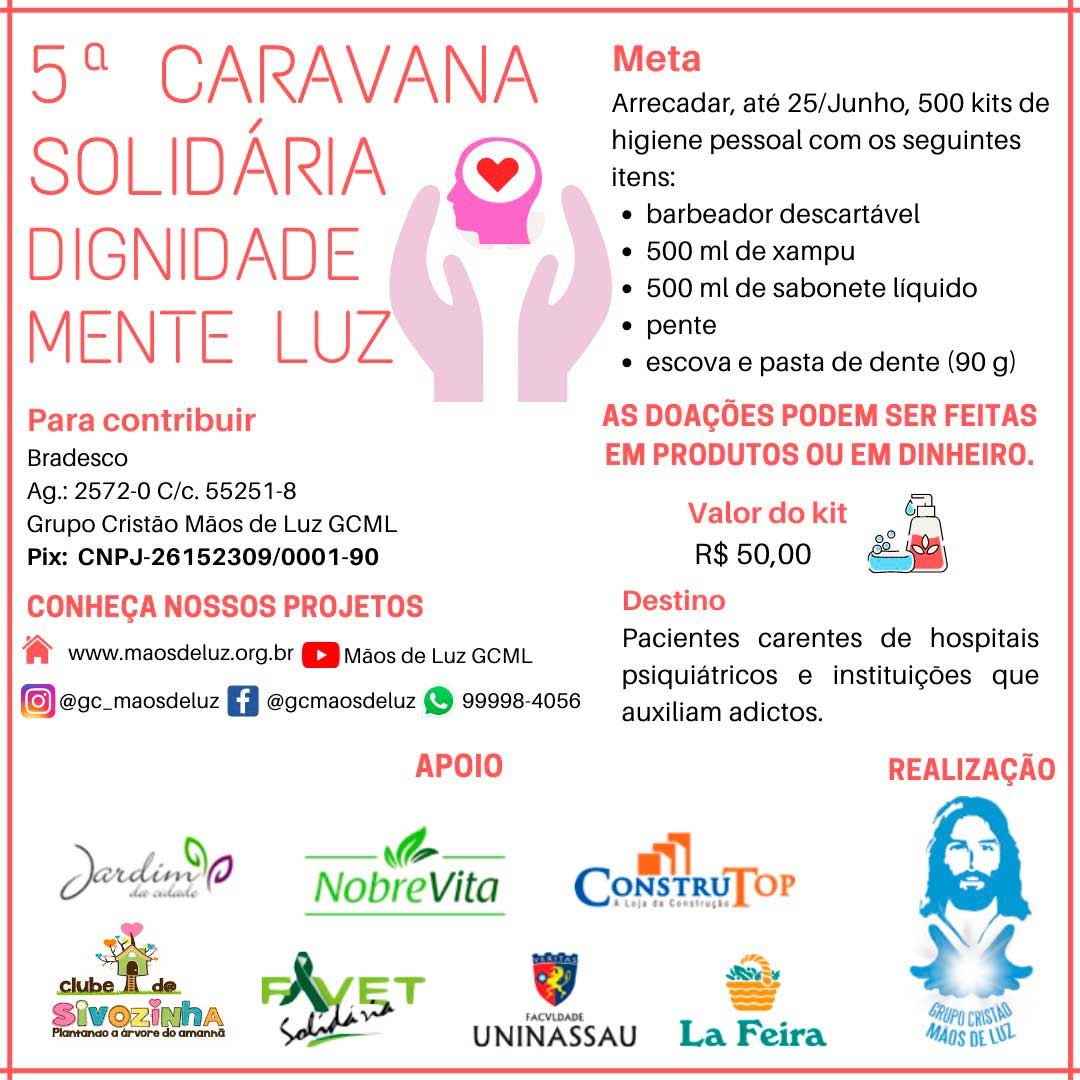 5ª CARAVANA
SOLIDÁRIA
DIGNIDADE
MENTE LUZ
Meta
Arrecadar, até 25/Junho, 500 kits de
higiene pessoal com os seguintes
itens:
• barbeador descartável
• 500 ml de xampu
• 500 ml de sabonete líquido
• pente
• escova e pasta de dente (90 g)
Para contribuir
Bradesco
Ag.: 2572-0 C/c. 55251-8
Grupo Cristão Mãos de Luz GCML
Pix: CNPJ-26152309/0001-90
AS DOAÇÕES PODEM SER FEITAS
EM PRODUTOS OU EM DINHEIRO.
Valor do kit
R$ 50,00
CONHEÇA NOSSOS PROJETOS
www.maosdeluz.org.br Mãos de Luz GCML
@gc_maosdeluz @gcmaosdeluz 99998-4056
Destino
Pacientes carentes de hospitais
psiquiátricos e instituições que
auxiliam adictos.
APOIO
REALIZAÇÃO
Jardim
da cidade
NobreVita
CONSTRUTOP
A Loja da Construção
clube da
Sivozinha
Plantando a árvore do amanhã
RAVET
Solidária
VERITAS
FACVLDADE
UNINASSAU
La Feira
GRUPO CRISTÃO
MÃOS DE LUZ